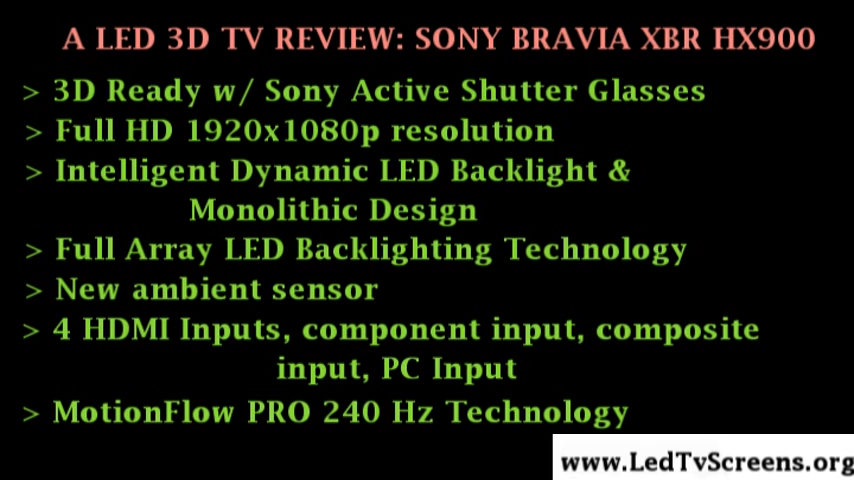 A LED 3D TV REVIEW: SONY BRAVIA XBR HX900
> 3D Ready w/ Sony Active Shutter Glasses
> Full HD 1920x1080p resolution
> Intelligent Dynamic LED Backlight &
Monolithic Design
> Full Array LED Backlighting Technology
> New ambient sensor
> 4 HDMI Inputs, component input, composite
input, PC Input
> MotionFlow PRO 240 Hz Technology
www.LedTvScreens.org